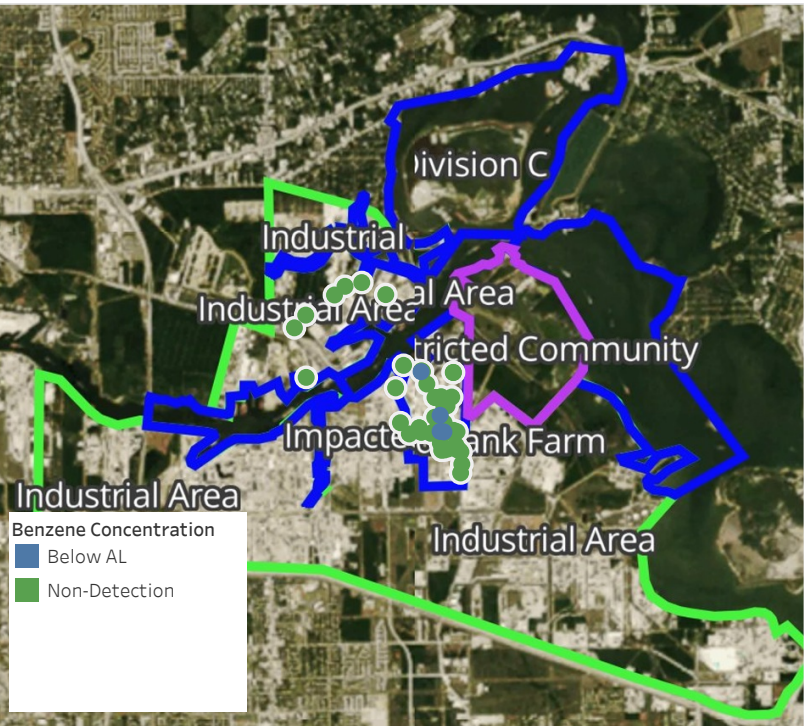 Division C
Industrial
al Area
Industrial Area
tricted Community
Impacte
ank Farm
Industrial Area
Industrial Area
Benzene Concentration
Below AL
Non-Detection